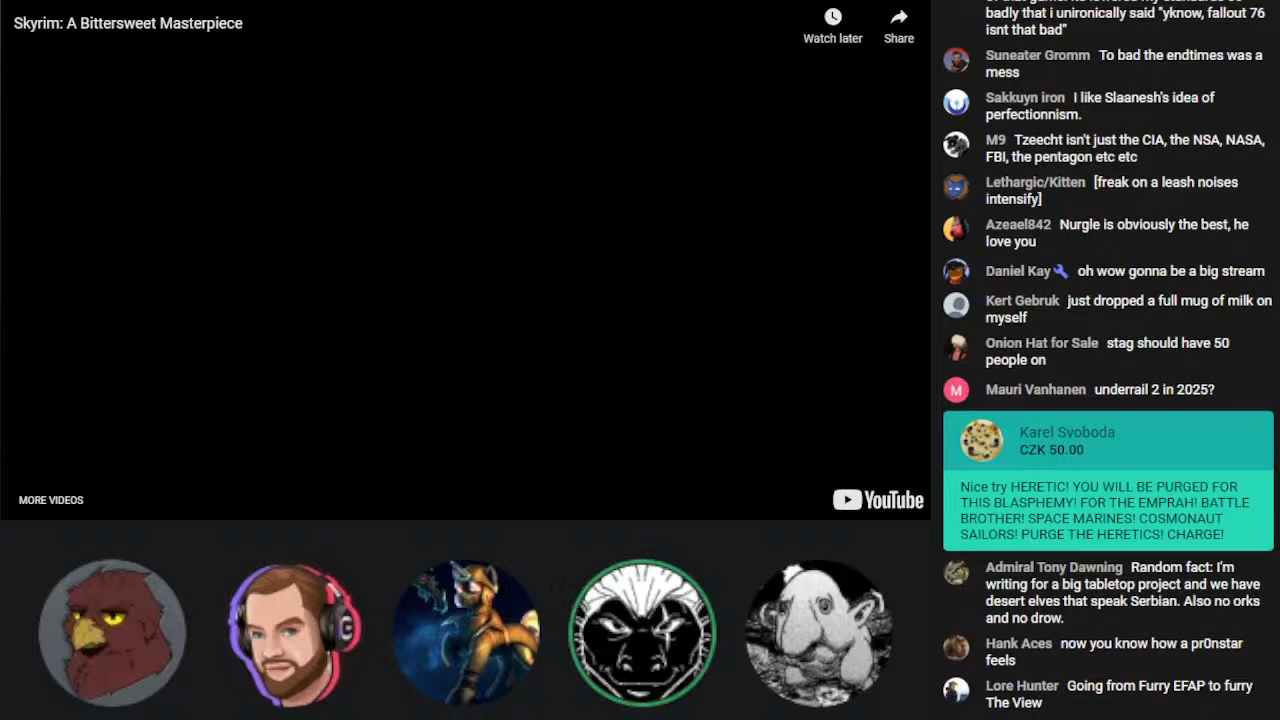 Skyrim: A Bittersweet Masterpiece
Watch later
Share
MORE VIDEOS
YouTube
badly that i unironically said "yknow, fallout 76
isnt that bad"
Suneater Gromm To bad the endtimes was a
mess
Sakkuyn iron I like Slaanesh's idea of
perfectionnism.
M9 Tzeecht isn't just the CIA, the NSA, NASA,
FBI, the pentagon etc etc
Lethargic/Kitten [freak on a leash noises
intensify]
Azeael842 Nurgle is obviously the best, he
love you
Daniel Kay oh wow gonna be a big stream
Kert Gebruk just dropped a full mug of milk on
myself
Onion Hat for Sale stag should have 50
people on
M
Mauri Vanhanen underrail 2 in 2025?
Karel Svoboda
CZK 50.00
Nice try HERETIC! YOU WILL BE PURGED FOR
THIS BLASPHEMY! FOR THE EMPRAH! BATTLE
BROTHER! SPACE MARINES! COSMONAUT
SAILORS! PURGE THE HERETICS! CHARGE!
Admiral Tony Dawning Random fact: I'm
writing for a big tabletop project and we have
desert elves that speak Serbian. Also no orks
and no drow.
Hank Aces now you know how a pr0nstar
feels
Lore Hunter Going from Furry EFAP to furry
The View